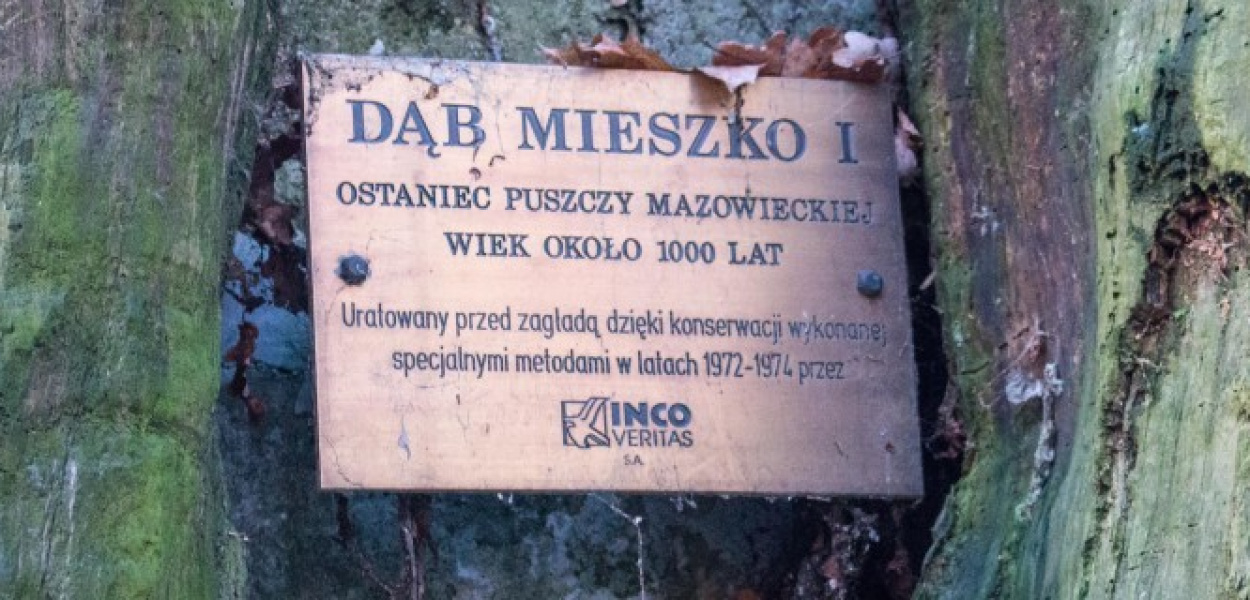 DĄB MIESZKO I
OSTANIEC PUSZCZY MAZOWIECKIEJ
WIEK OKOŁO 1000 LAT
Uratowany przed zagładą dzięki konserwacji wykonanej
specjalnymi metodami w latach 1972-1974 przez
INCO
VERITAS
S.A.